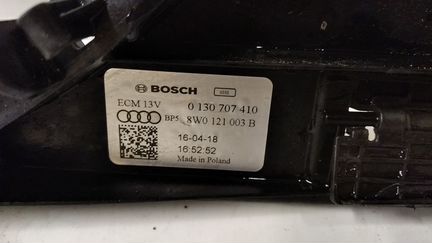 BOSCH
ECM 13V 0 130 707 410
BP5 8W0 121 003 B
16-04-18
16:52:52
Made in Poland